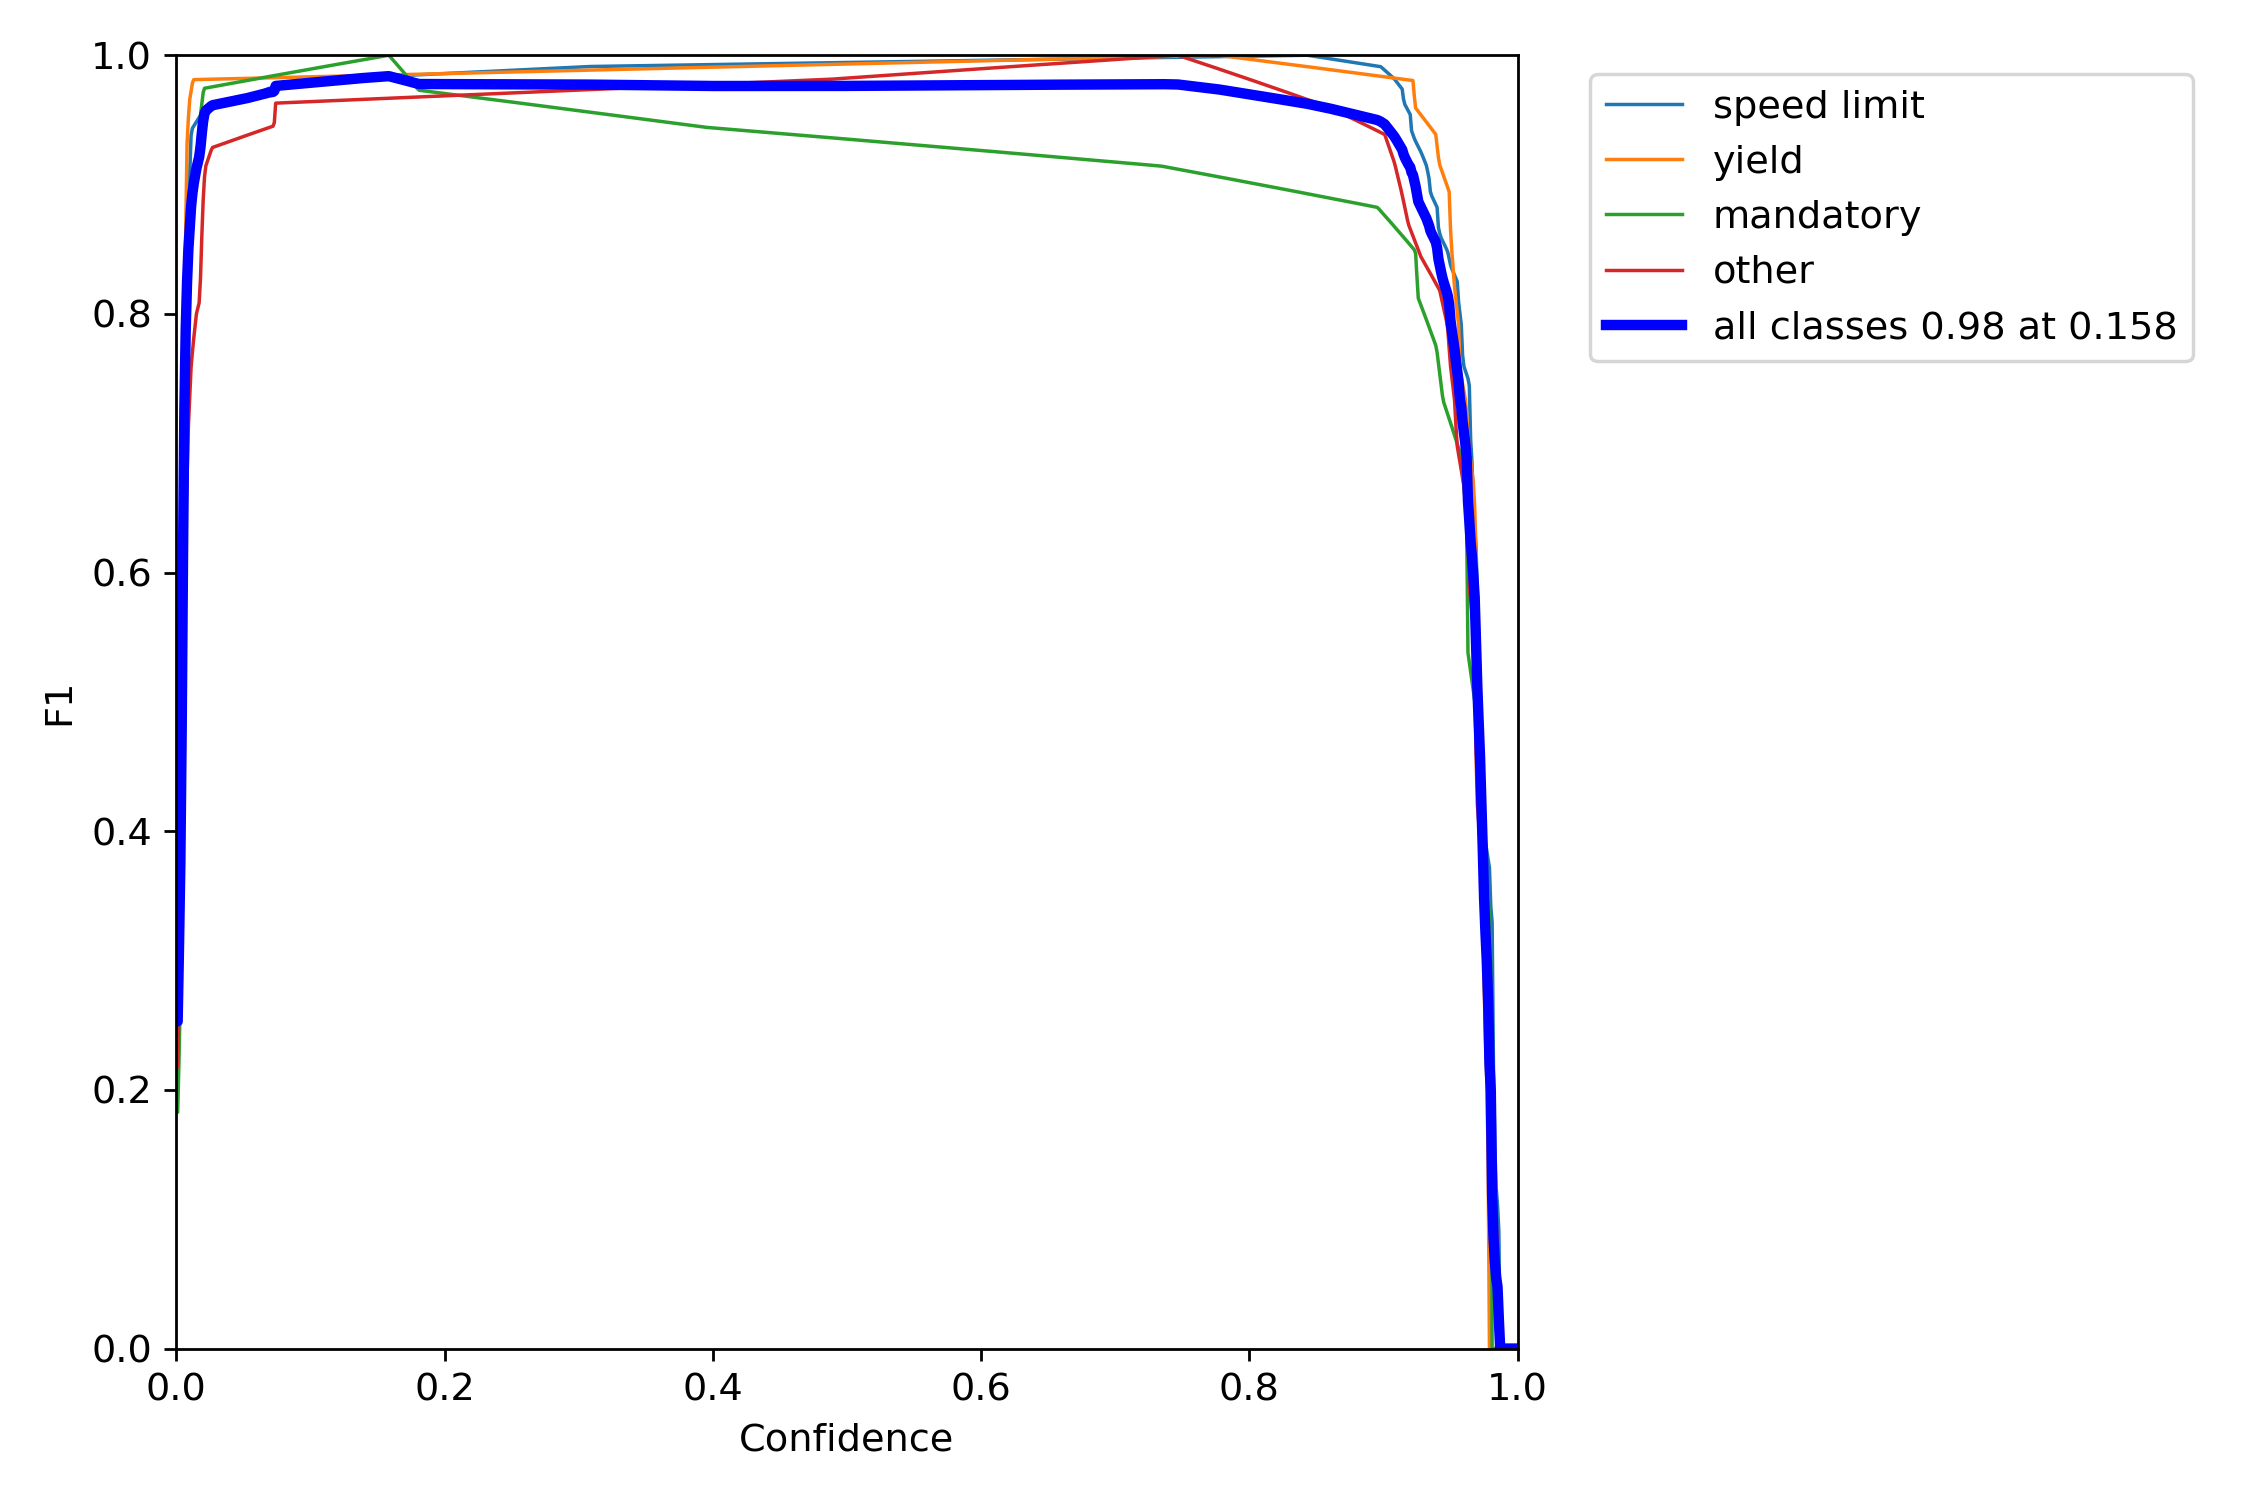 1.0
0.8
0.6
0.4
0.2
0.0
F1
0.0 0.2 0.4 0.6 0.8 1.0
Confidence
speed limit
yield
mandatory
other
all classes 0.98 at 0.158